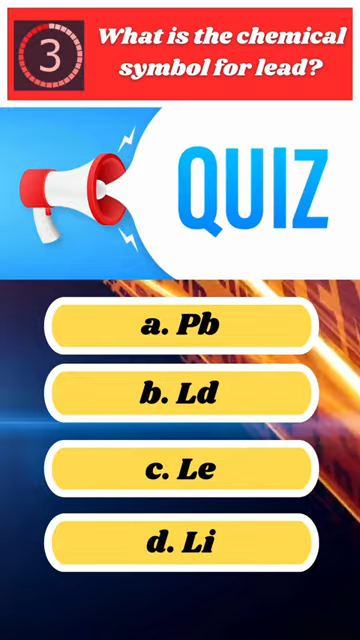 3
What is the chemical
symbol for lead?
QUIZ
a. Pb
b. Ld
c. Le
d. Li